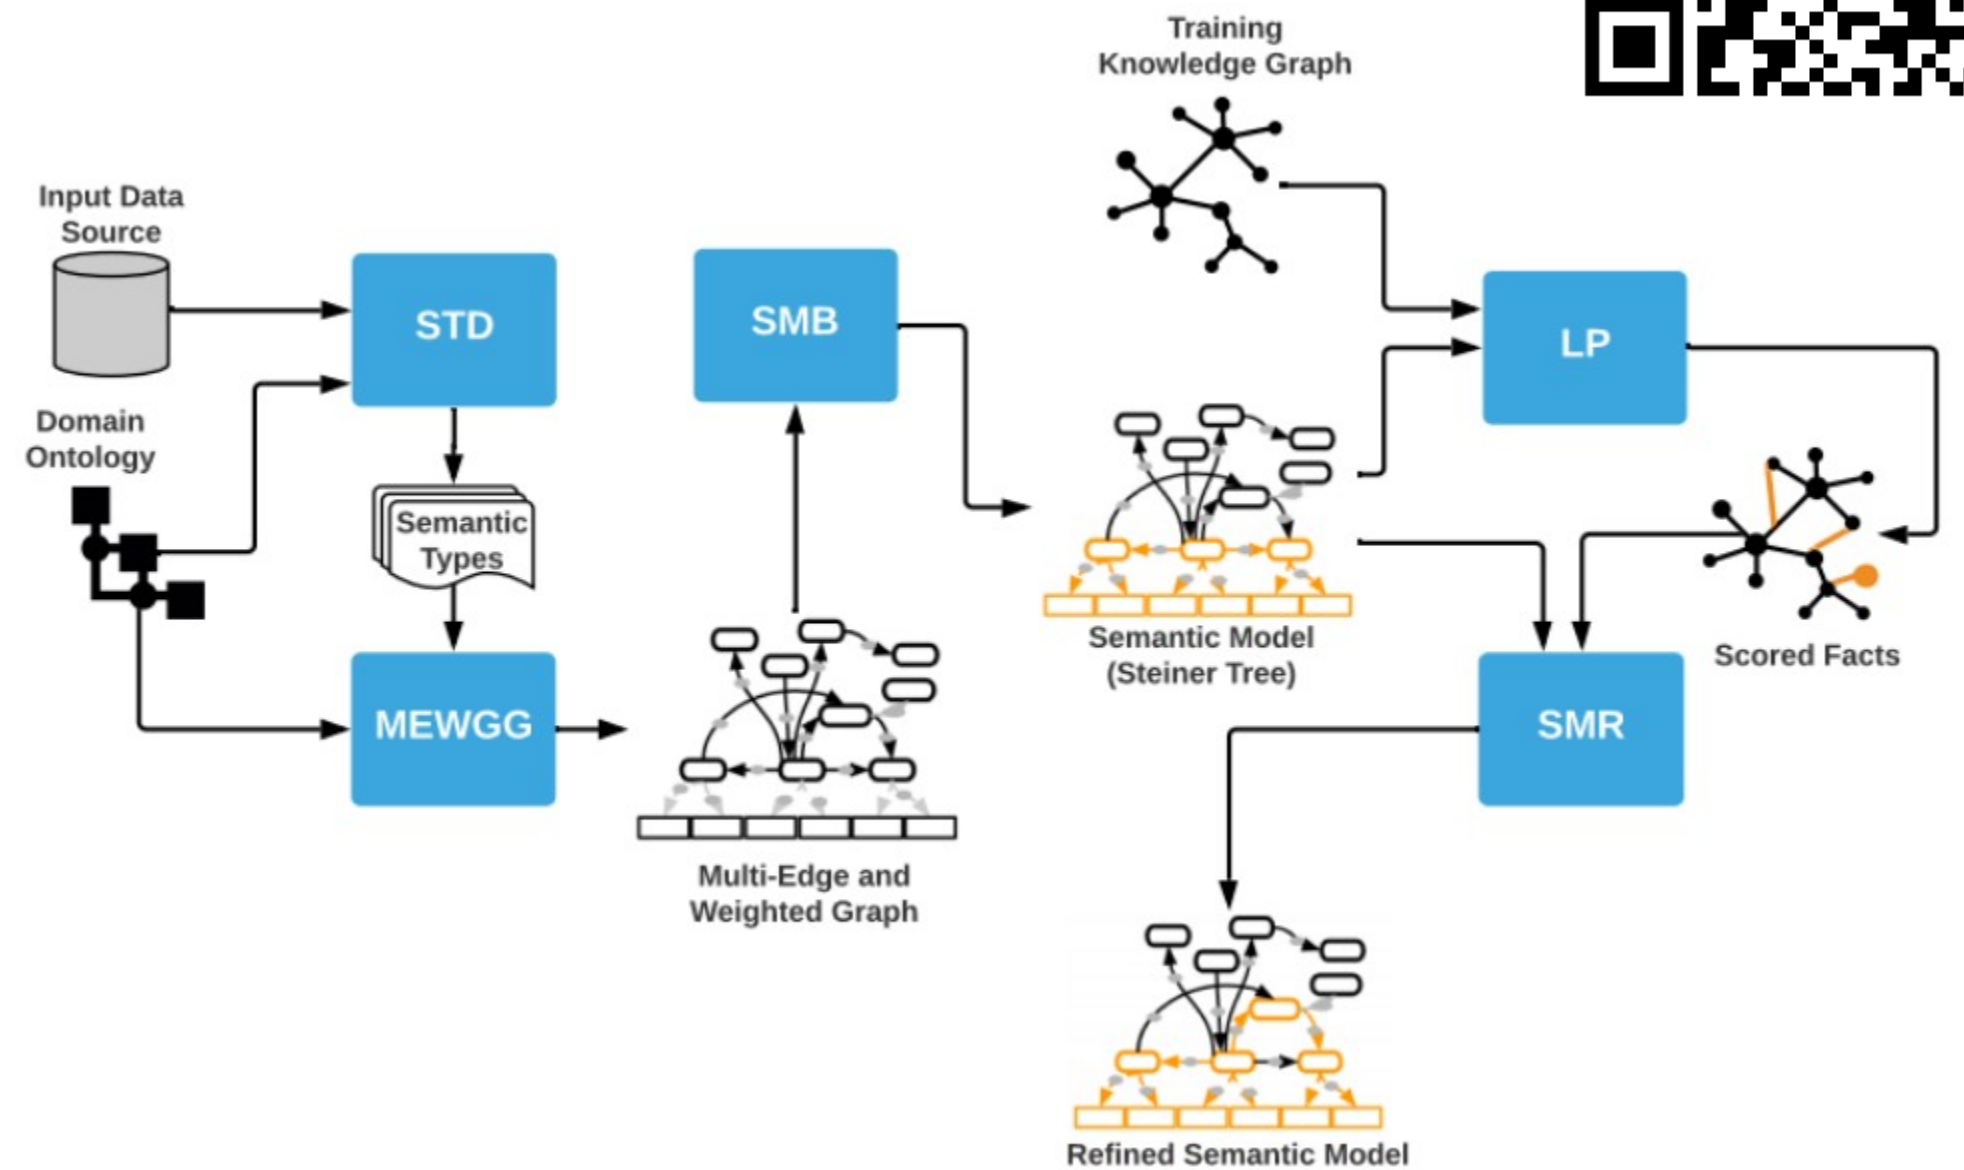 Training
Knowledge Graph
Input Data
Source
STD
SMB
LP
Domain
Ontology
Semantic
Types
Semantic Model
(Steiner Tree)
Scored Facts
MEWGG
SMR
Multi-Edge and
Weighted Graph
Refined Semantic Model